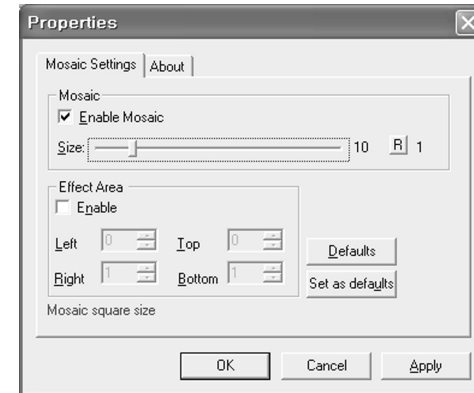 Properties
Mosaic Settings About
Mosaic
Enable Mosaic
Size: 10 R 1
Effect Area
Enable
Left 0 Top 0
Defaults
Right 1 Bottom 1
Set as defaults
Mosaic square size
OK Cancel Apply